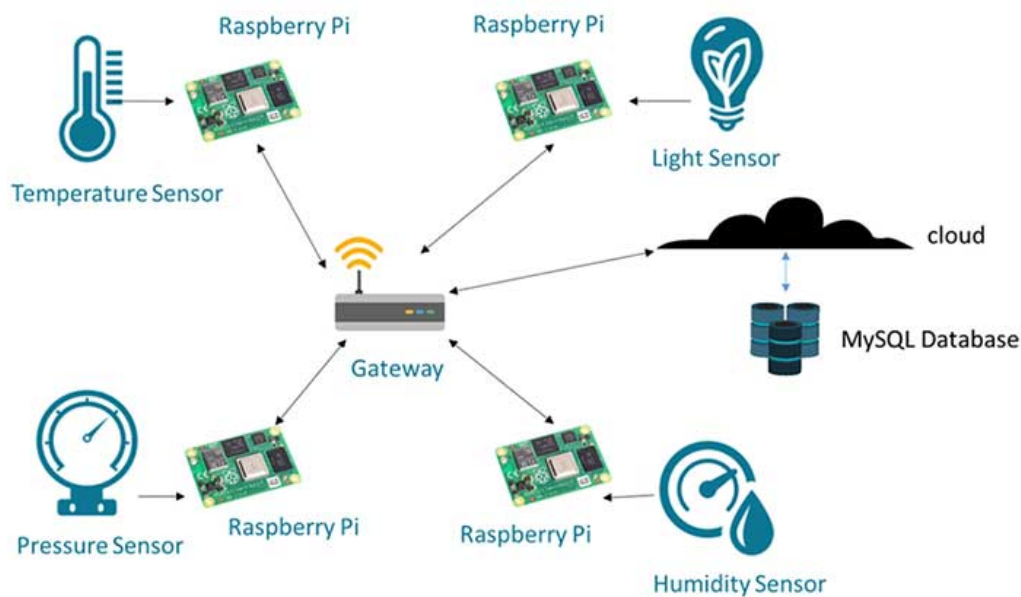 Raspberry Pi
Raspberry Pi
Temperature Sensor
Light Sensor
cloud
MySQL Database
Gateway
Pressure Sensor
Raspberry Pi
Raspberry Pi
Humidity Sensor